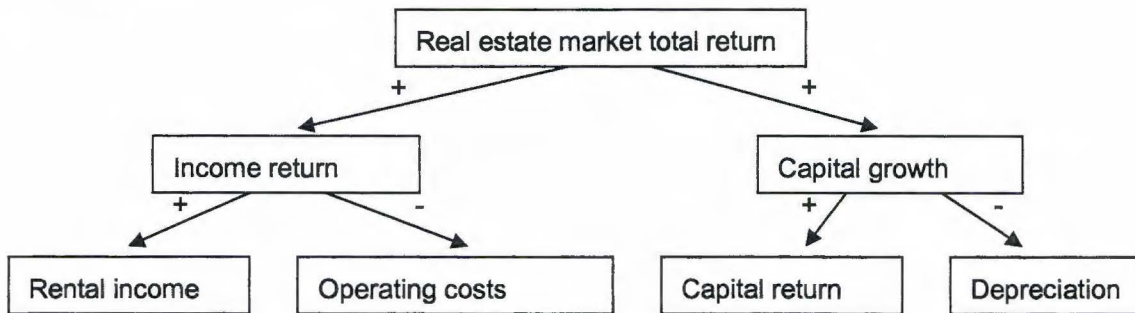 Real estate market total return
+ +
Income return Capital growth
+ - + -
Rental income Operating costs Capital return Depreciation